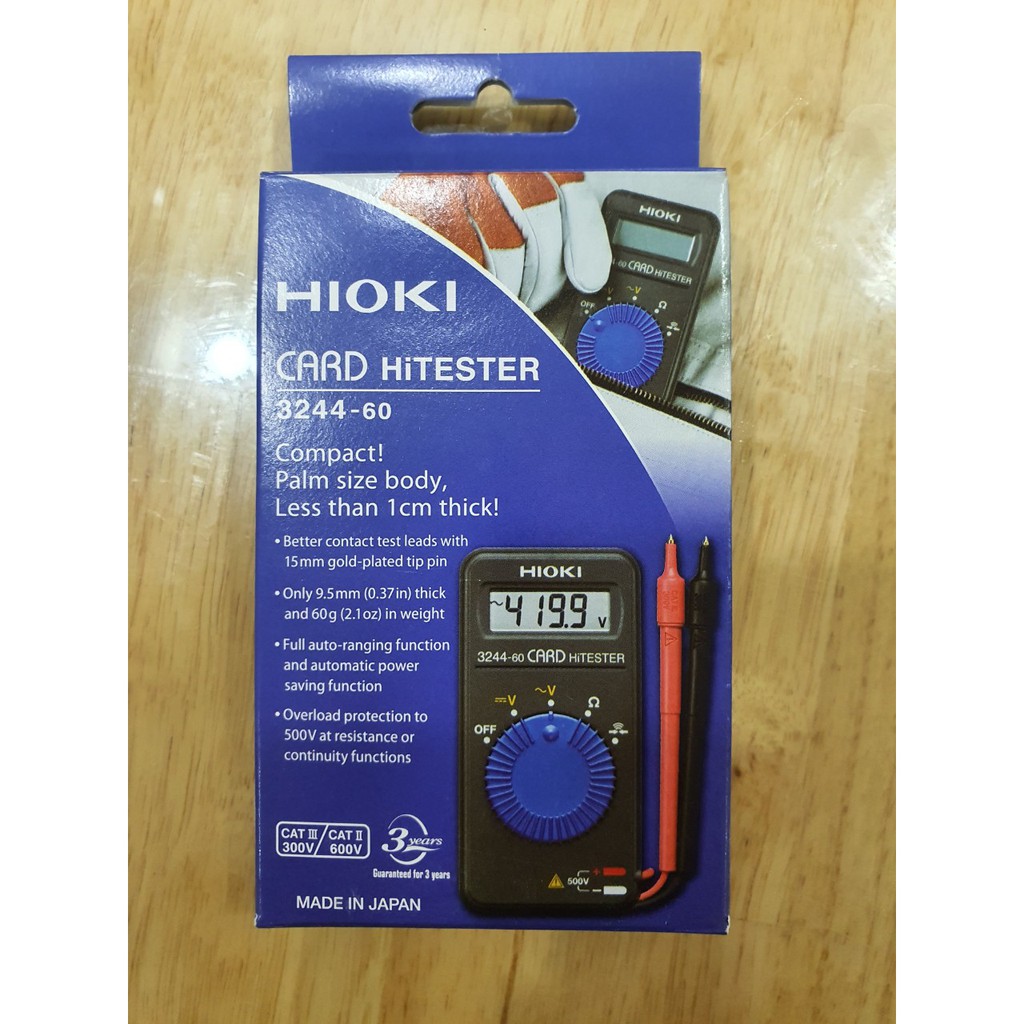 HIOKI
-60 CARD HiTESTER
OFF
V
~V
Ω
HIOKI
CARD HiTESTER
3244-60
Compact!
Palm size body,
Less than 1cm thick!
• Better contact test leads with
15mm gold-plated tip pin
• Only 9.5mm (0.37in) thick
and 60g (2.1oz) in weight
• Full auto-ranging function
and automatic power
saving function
• Overload protection to
500V at resistance or
continuity functions
CAT III 300V / CAT II 600V
3 years
Guaranteed for 3 years
MADE IN JAPAN
HIOKI
~419.9 V
3244-60 CARD HiTESTER
OFF
⎓V
~V
Ω
⚠ 500V + −